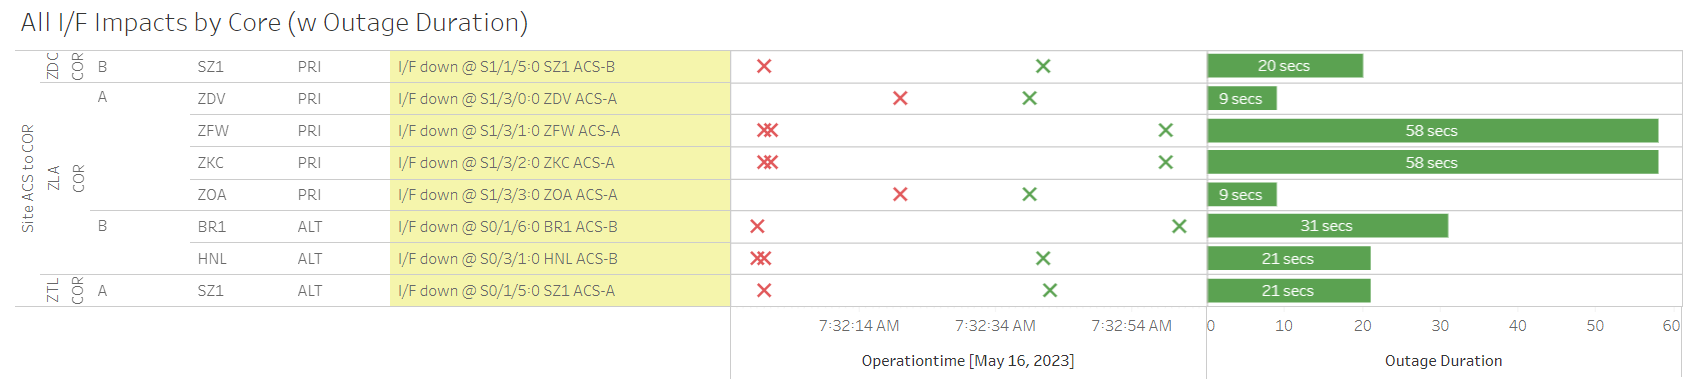 All I/F Impacts by Core (w Outage Duration)
Site ACS to COR
ZDC COR B SZ1 PRI I/F down @ S1/1/5:0 SZ1 ACS-B 20 secs
ZLA COR A ZDV PRI I/F down @ S1/3/0:0 ZDV ACS-A 9 secs
ZFW PRI I/F down @ S1/3/1:0 ZFW ACS-A 58 secs
ZKC PRI I/F down @ S1/3/2:0 ZKC ACS-A 58 secs
ZOA PRI I/F down @ S1/3/3:0 ZOA ACS-A 9 secs
B BR1 ALT I/F down @ S0/1/6:0 BR1 ACS-B 31 secs
HNL ALT I/F down @ S0/3/1:0 HNL ACS-B 21 secs
ZTL COR A SZ1 ALT I/F down @ S0/1/5:0 SZ1 ACS-A 21 secs
7:32:14 AM 7:32:34 AM 7:32:54 AM 0 10 20 30 40 50 60
Operationtime [May 16, 2023] Outage Duration